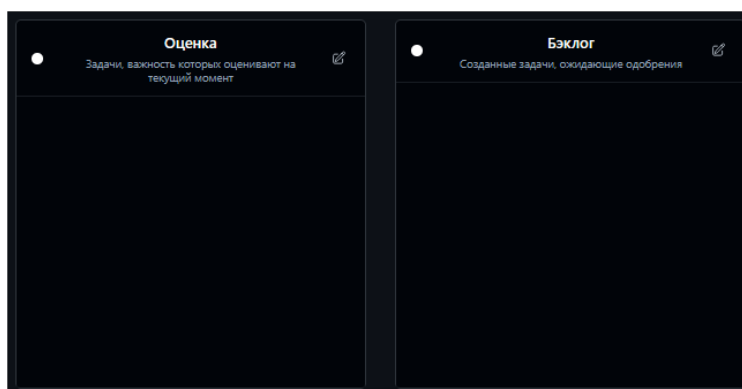 Оценка
Задачи, важность которых оценивают на
текущий момент
Бэклог
Созданные задачи, ожидающие одобрения